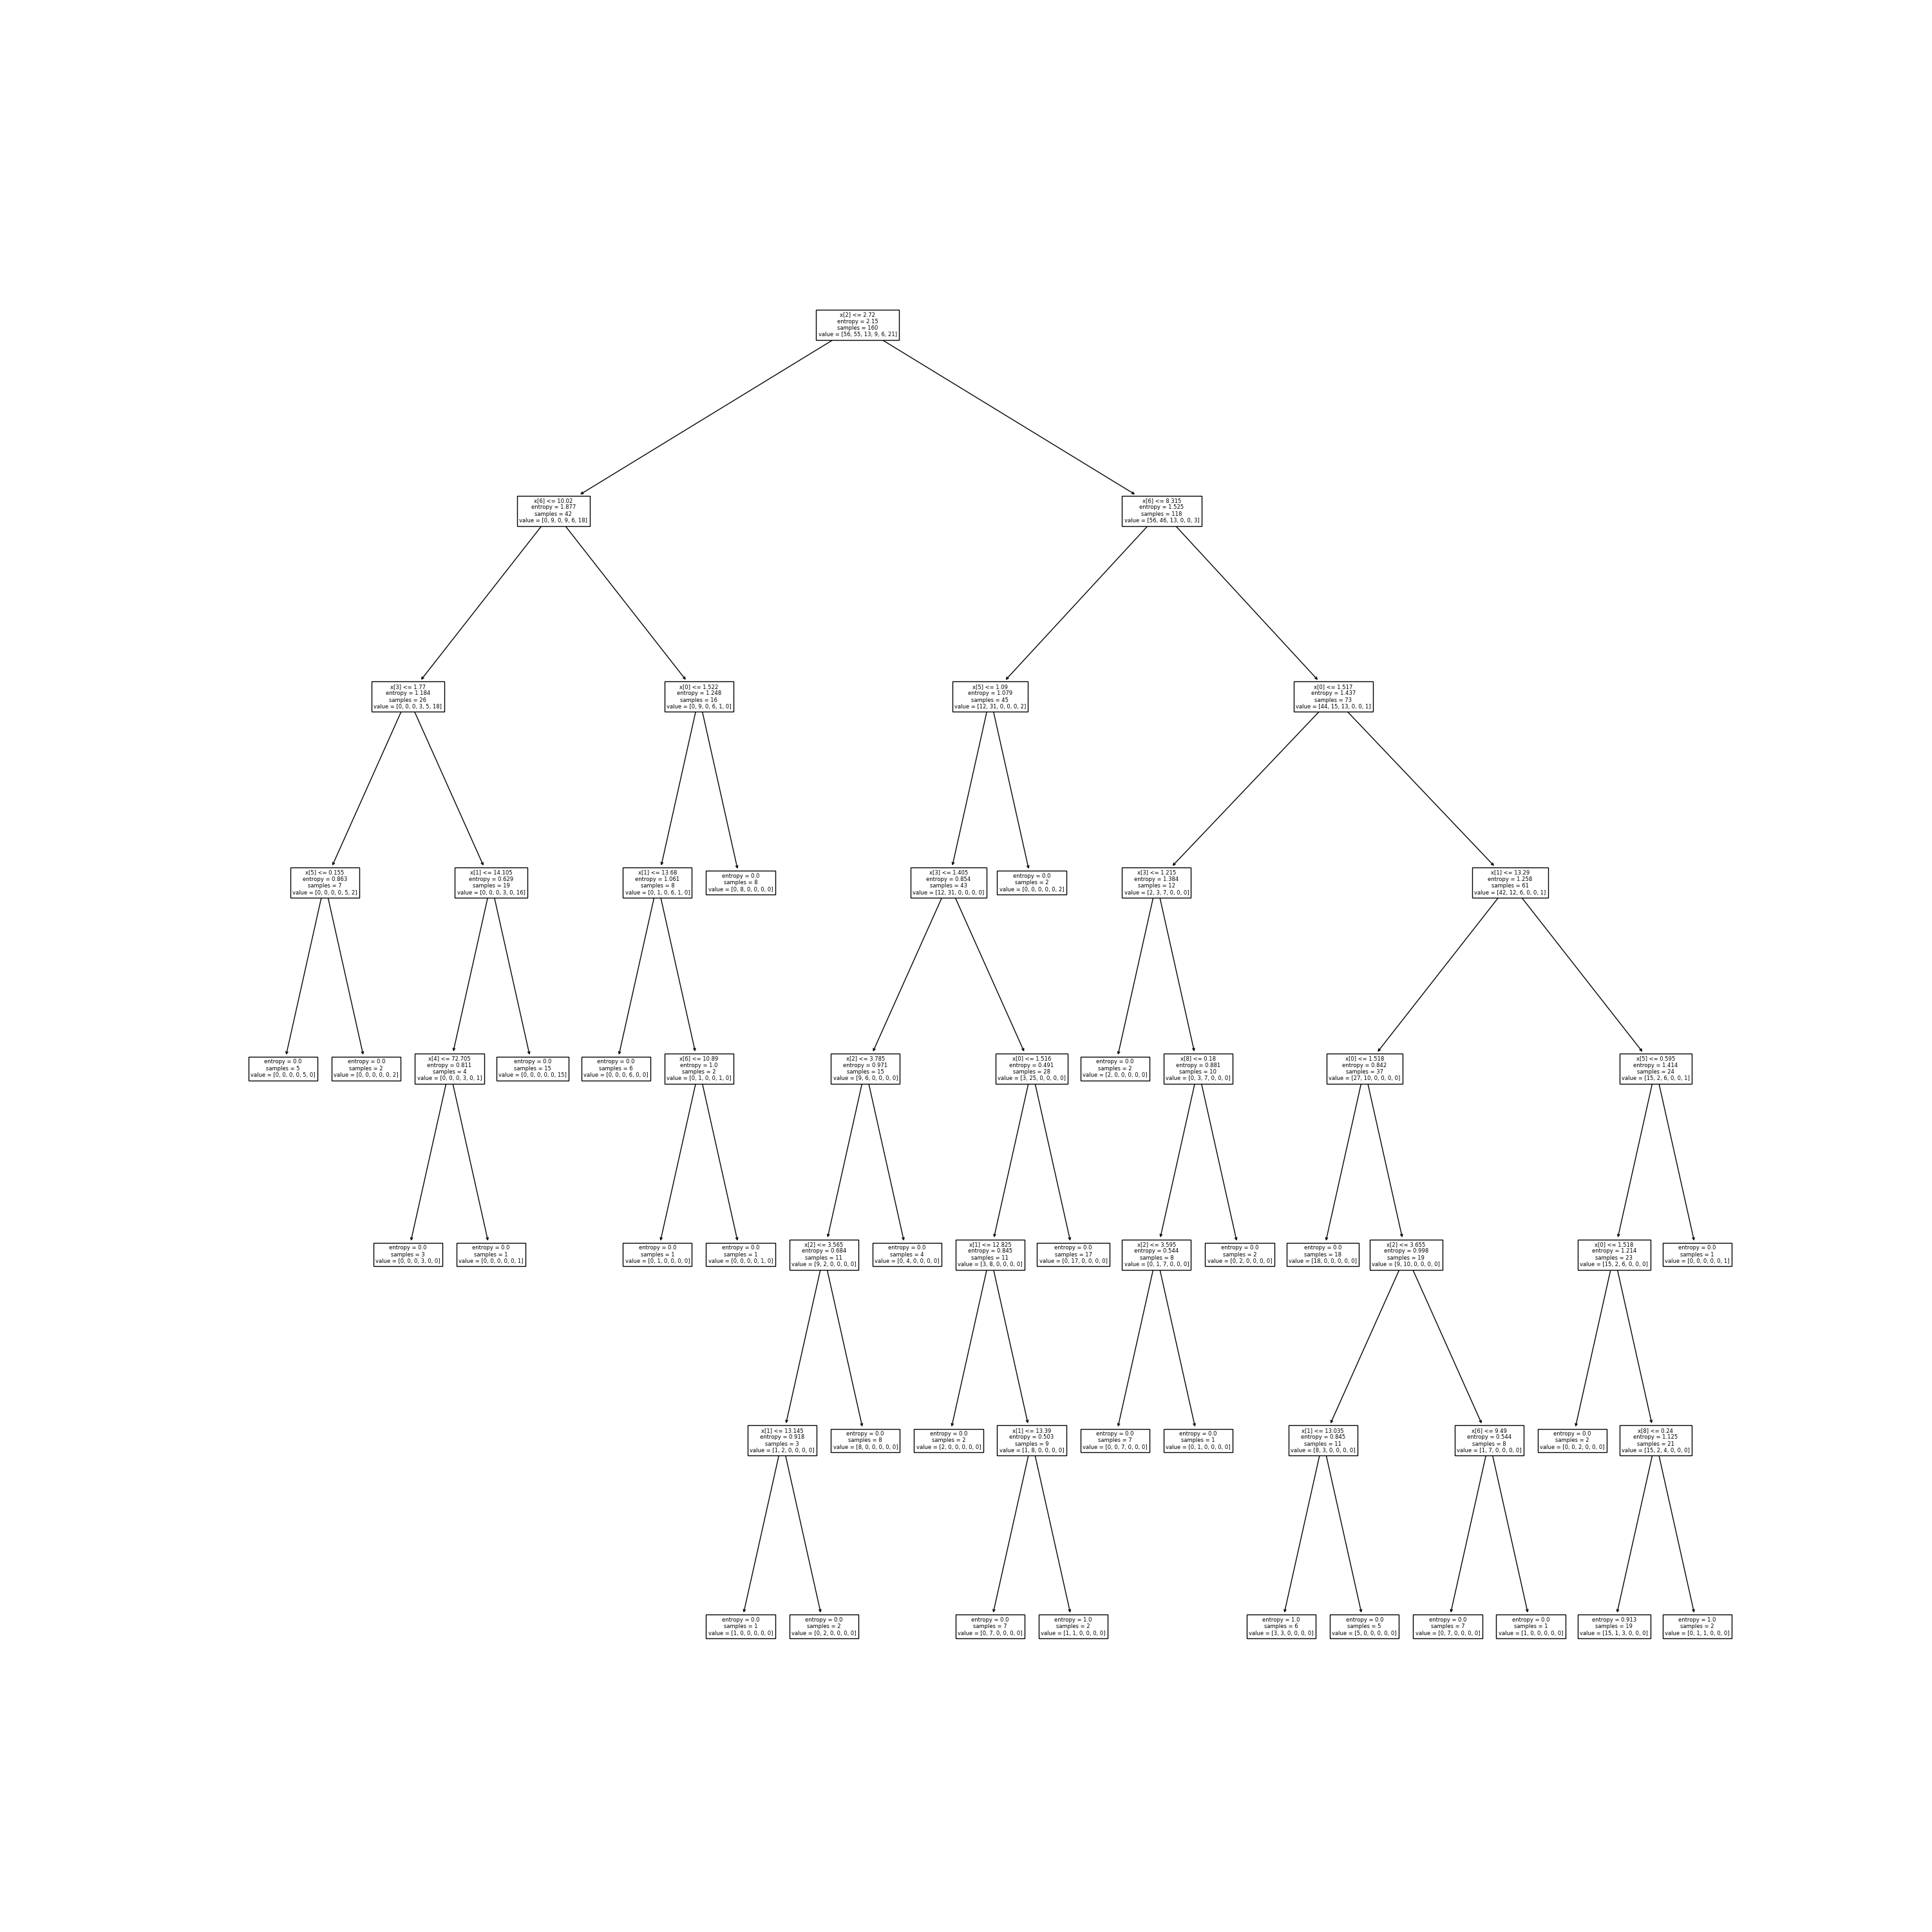 x[2] <= 2.72
entropy = 2.15
samples = 160
value = [56, 55, 13, 9, 6, 21]
x[6] <= 10.02
entropy = 1.877
samples = 42
value = [0, 9, 0, 9, 6, 18]
x[6] <= 8.315
entropy = 1.525
samples = 118
value = [56, 46, 13, 0, 0, 3]
x[3] <= 1.77
entropy = 1.184
samples = 26
value = [0, 0, 0, 3, 5, 18]
x[0] <= 1.522
entropy = 1.248
samples = 16
value = [0, 9, 0, 6, 1, 0]
x[5] <= 1.09
entropy = 1.079
samples = 45
value = [12, 31, 0, 0, 0, 2]
x[0] <= 1.517
entropy = 1.437
samples = 73
value = [44, 15, 13, 0, 0, 1]
x[5] <= 0.155
entropy = 0.863
samples = 7
value = [0, 0, 0, 0, 5, 2]
x[1] <= 14.105
entropy = 0.629
samples = 19
value = [0, 0, 0, 3, 0, 16]
x[1] <= 13.68
entropy = 1.061
samples = 8
value = [0, 1, 0, 6, 1, 0]
entropy = 0.0
samples = 8
value = [0, 8, 0, 0, 0, 0]
x[3] <= 1.405
entropy = 0.854
samples = 43
value = [12, 31, 0, 0, 0, 0]
entropy = 0.0
samples = 2
value = [0, 0, 0, 0, 0, 2]
x[3] <= 1.215
entropy = 1.384
samples = 12
value = [2, 3, 7, 0, 0, 0]
x[1] <= 13.29
entropy = 1.258
samples = 61
value = [42, 12, 6, 0, 0, 1]
entropy = 0.0
samples = 5
value = [0, 0, 0, 0, 5, 0]
entropy = 0.0
samples = 2
value = [0, 0, 0, 0, 0, 2]
x[4] <= 72.705
entropy = 0.811
samples = 4
value = [0, 0, 0, 3, 0, 1]
entropy = 0.0
samples = 15
value = [0, 0, 0, 0, 0, 15]
entropy = 0.0
samples = 6
value = [0, 0, 0, 6, 0, 0]
x[6] <= 10.89
entropy = 1.0
samples = 2
value = [0, 1, 0, 0, 1, 0]
x[2] <= 3.785
entropy = 0.971
samples = 15
value = [9, 6, 0, 0, 0, 0]
x[0] <= 1.516
entropy = 0.491
samples = 28
value = [3, 25, 0, 0, 0, 0]
entropy = 0.0
samples = 2
value = [2, 0, 0, 0, 0, 0]
x[8] <= 0.18
entropy = 0.881
samples = 10
value = [0, 3, 7, 0, 0, 0]
x[0] <= 1.518
entropy = 0.842
samples = 37
value = [27, 10, 0, 0, 0, 0]
x[5] <= 0.595
entropy = 1.414
samples = 24
value = [15, 2, 6, 0, 0, 1]
entropy = 0.0
samples = 3
value = [0, 0, 0, 3, 0, 0]
entropy = 0.0
samples = 1
value = [0, 0, 0, 0, 0, 1]
entropy = 0.0
samples = 1
value = [0, 1, 0, 0, 0, 0]
entropy = 0.0
samples = 1
value = [0, 0, 0, 0, 1, 0]
x[2] <= 3.565
entropy = 0.684
samples = 11
value = [9, 2, 0, 0, 0, 0]
entropy = 0.0
samples = 4
value = [0, 4, 0, 0, 0, 0]
x[1] <= 12.825
entropy = 0.845
samples = 11
value = [3, 8, 0, 0, 0, 0]
entropy = 0.0
samples = 17
value = [0, 17, 0, 0, 0, 0]
x[2] <= 3.595
entropy = 0.544
samples = 8
value = [0, 1, 7, 0, 0, 0]
entropy = 0.0
samples = 2
value = [0, 2, 0, 0, 0, 0]
entropy = 0.0
samples = 18
value = [18, 0, 0, 0, 0, 0]
x[2] <= 3.655
entropy = 0.998
samples = 19
value = [9, 10, 0, 0, 0, 0]
x[0] <= 1.518
entropy = 1.214
samples = 23
value = [15, 2, 6, 0, 0, 0]
entropy = 0.0
samples = 1
value = [0, 0, 0, 0, 0, 1]
x[1] <= 13.145
entropy = 0.918
samples = 3
value = [1, 2, 0, 0, 0, 0]
entropy = 0.0
samples = 8
value = [8, 0, 0, 0, 0, 0]
entropy = 0.0
samples = 2
value = [2, 0, 0, 0, 0, 0]
x[1] <= 13.39
entropy = 0.503
samples = 9
value = [1, 8, 0, 0, 0, 0]
entropy = 0.0
samples = 7
value = [0, 0, 7, 0, 0, 0]
entropy = 0.0
samples = 1
value = [0, 1, 0, 0, 0, 0]
x[1] <= 13.035
entropy = 0.845
samples = 11
value = [8, 3, 0, 0, 0, 0]
x[6] <= 9.49
entropy = 0.544
samples = 8
value = [1, 7, 0, 0, 0, 0]
entropy = 0.0
samples = 2
value = [0, 0, 2, 0, 0, 0]
x[8] <= 0.24
entropy = 1.125
samples = 21
value = [15, 2, 4, 0, 0, 0]
entropy = 0.0
samples = 1
value = [1, 0, 0, 0, 0, 0]
entropy = 0.0
samples = 2
value = [0, 2, 0, 0, 0, 0]
entropy = 0.0
samples = 7
value = [0, 7, 0, 0, 0, 0]
entropy = 1.0
samples = 2
value = [1, 1, 0, 0, 0, 0]
entropy = 1.0
samples = 6
value = [3, 3, 0, 0, 0, 0]
entropy = 0.0
samples = 5
value = [5, 0, 0, 0, 0, 0]
entropy = 0.0
samples = 7
value = [0, 7, 0, 0, 0, 0]
entropy = 0.0
samples = 1
value = [1, 0, 0, 0, 0, 0]
entropy = 0.913
samples = 19
value = [15, 1, 3, 0, 0, 0]
entropy = 1.0
samples = 2
value = [0, 1, 1, 0, 0, 0]